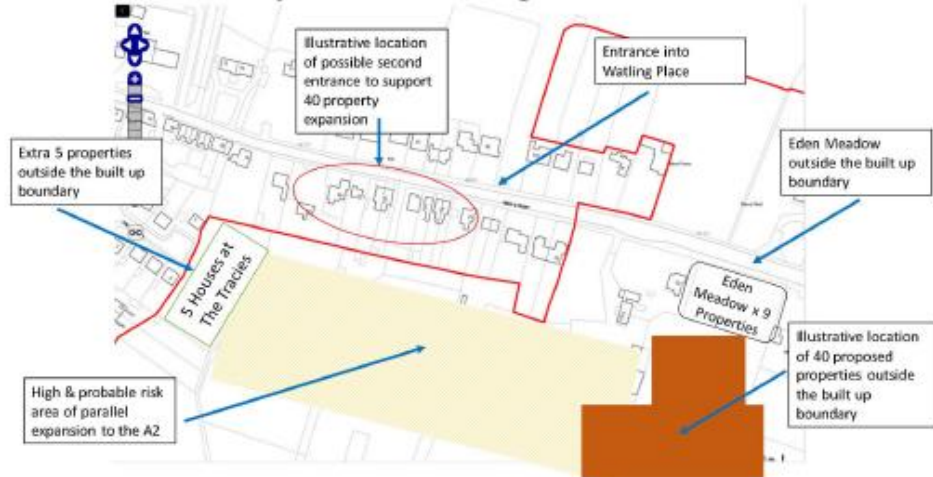 Illustrative location
of possible second
entrance to support
40 property
expansion
Entrance into
Watling Place
Extra 5 properties
outside the built up
boundary
Eden Meadow
outside the built up
boundary
5 Houses at
The Tracies
Eden
Meadow x 9
Properties
Illustrative location
of 40 proposed
properties outside
the built up
boundary
High & probable risk
area of parallel
expansion to the A2